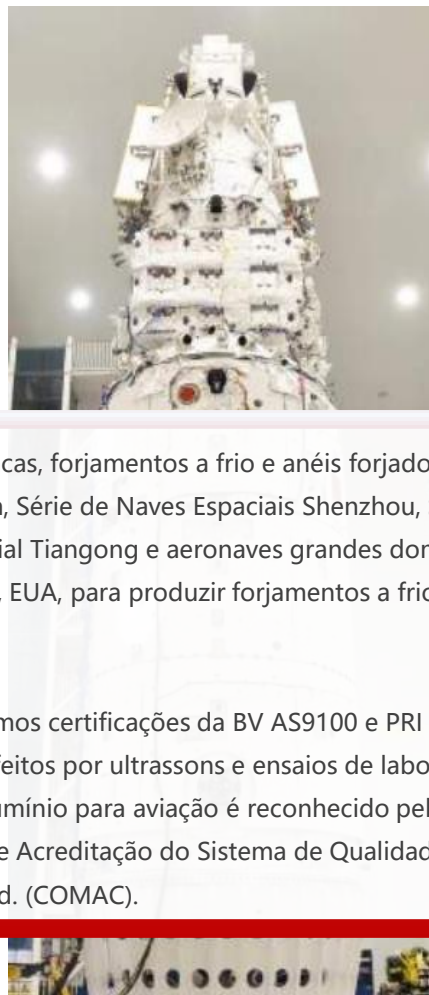 cas, forjamentos a frio e anéis forjado
, Série de Naves Espaciais Shenzhou,
ial Tiangong e aeronaves grandes do
, EUA, para produzir forjamentos a frio
mos certificações da BV AS9100 e PRI
feitos por ultrassons e ensaios de labo
umínio para aviação é reconhecido pel
e Acreditação do Sistema de Qualidad
d. (COMAC).